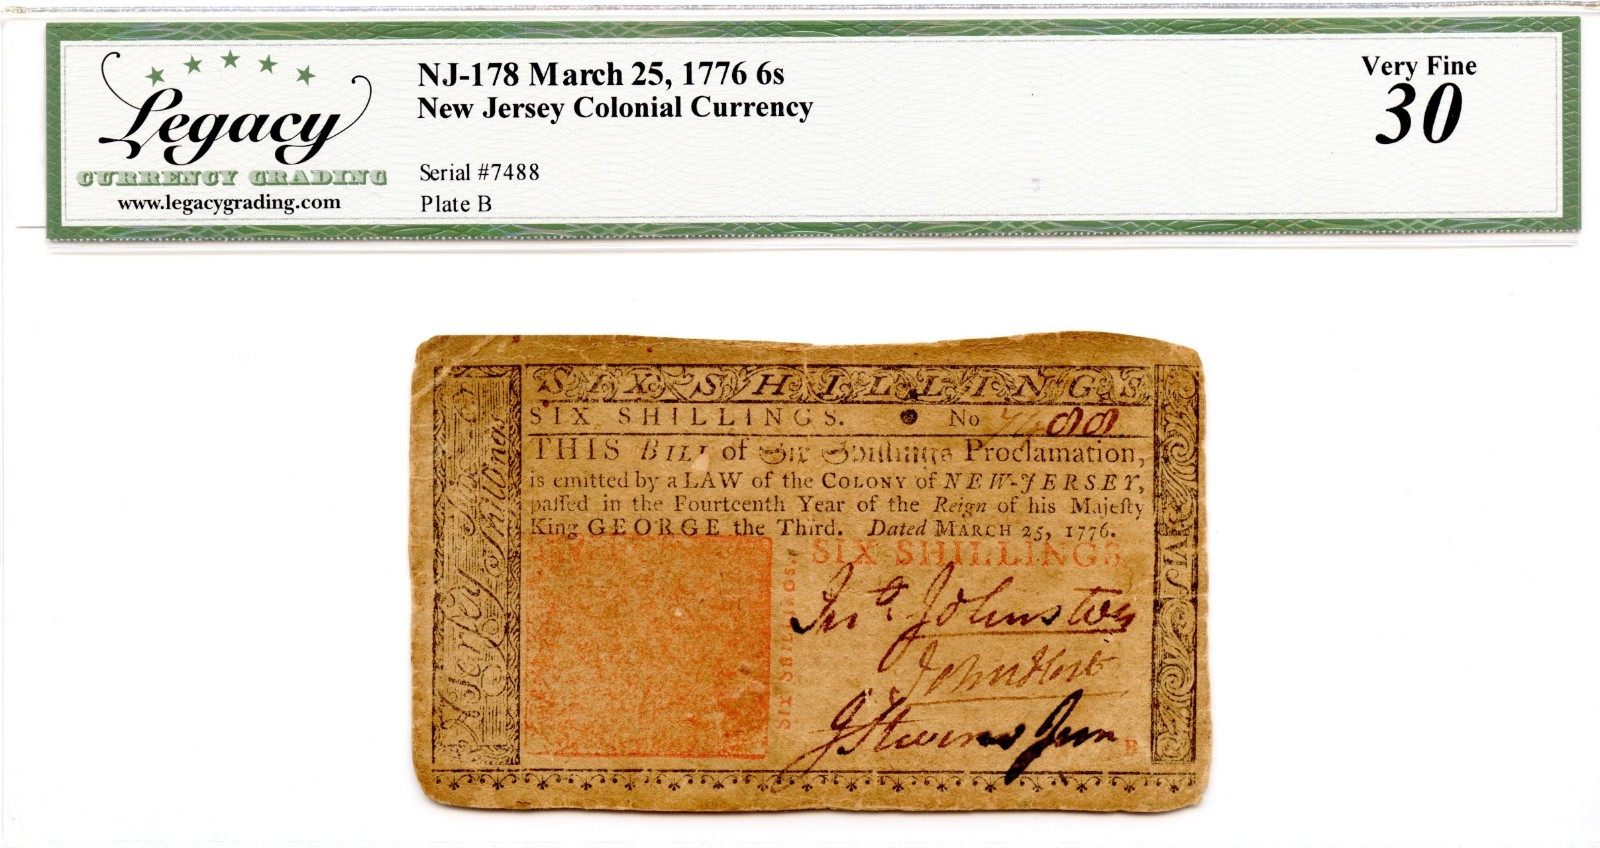 Legacy
CURRENCY GRADING
www.legacygrading.com
NJ-178 March 25, 1776 6s
New Jersey Colonial Currency
Serial #7488
Plate B
Very Fine
30
SIX SHILLINGS
SIX SHILLINGS. No 7488
THIS BILL of Six Shillings Proclamation,
is emitted by a LAW of the COLONY of NEW-JERSEY,
paſſed in the Fourteenth Year of the Reign of his Majeſty
King GEORGE the Third. Dated MARCH 25, 1776.
SIX SHILLINGS
SIX SHILLINGS.
Jno. Johnston
John Hart
J Stevens Jun
B
Shillings